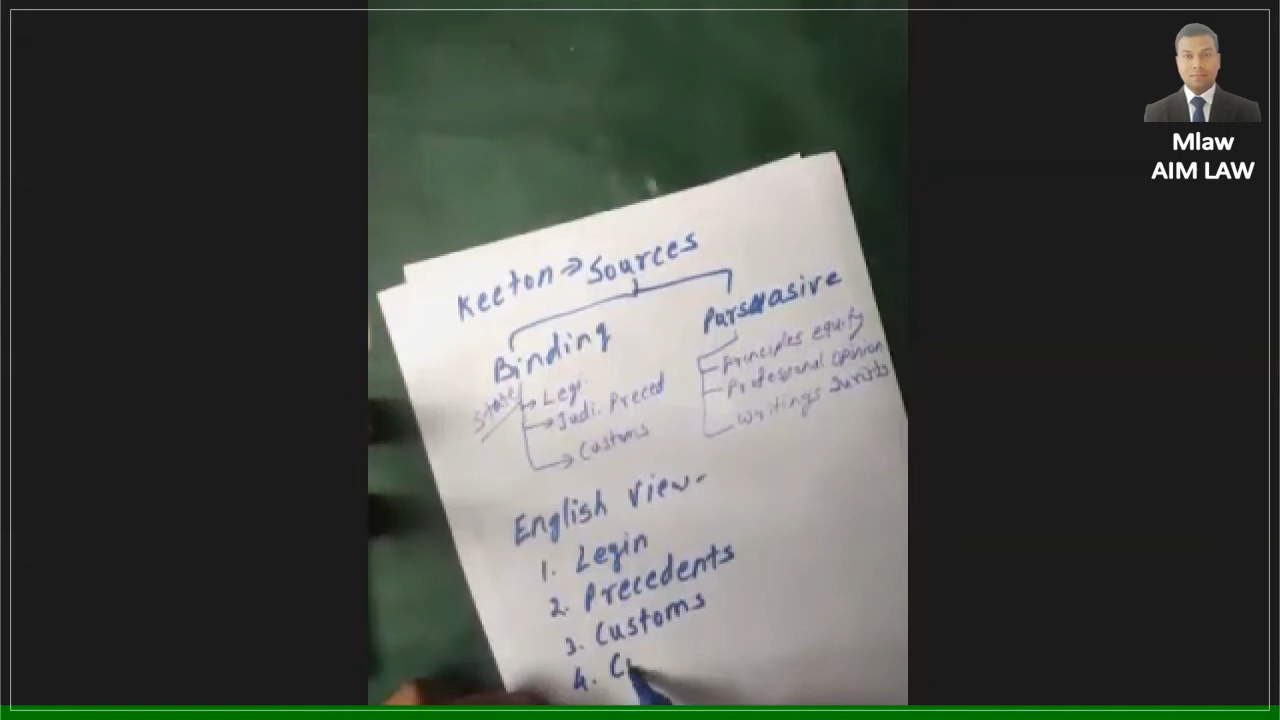 Mlaw
AIM LAW
Keeton → Sources
Binding
Persuasive
State
Legi.
Judi. Preced
Customs
Principles equity
Professional opinion
Writings Jurists
English view-
1. Legin
2. Precedents
3. Customs
4. C